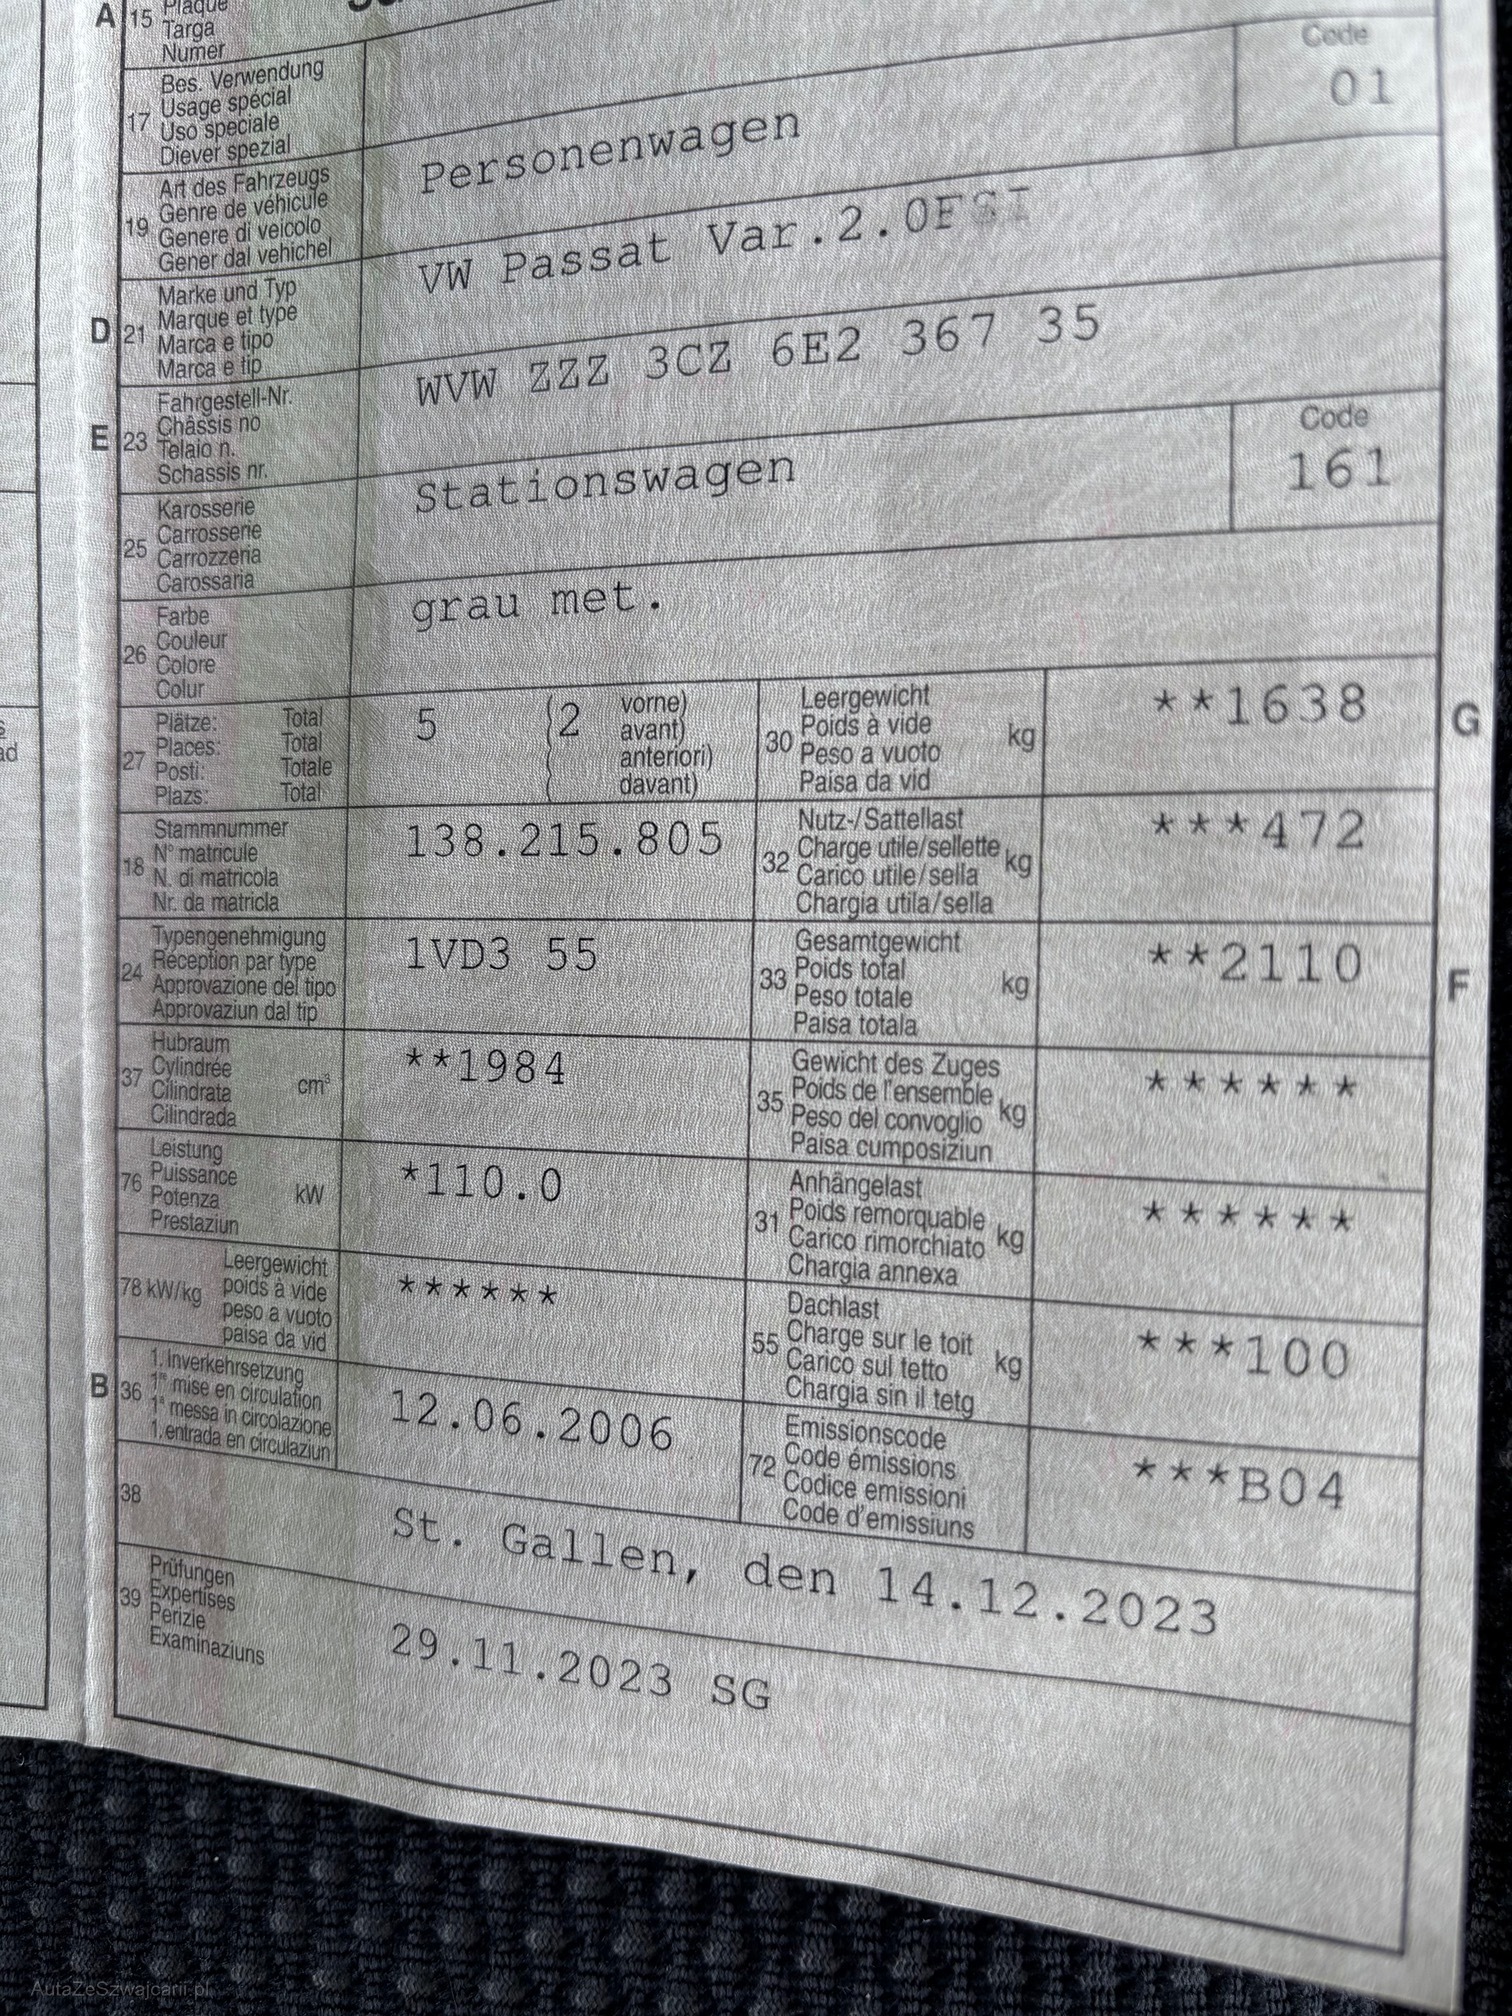 A 15 Plaque
Targa
Numer
17 Bes. Verwendung
Usage spécial
Uso speciale
Diever spezial
Code
01
19 Art des Fahrzeugs
Genre de véhicule
Genere di veicolo
Gener dal vehichel
Personenwagen
D 21 Marke und Typ
Marque et type
Marca e tipo
Marca e tip
VW Passat Var.2.0FSI
E 23 Fahrgestell-Nr.
Châssis no
Telaio n.
Schassis nr.
WVW ZZZ 3CZ 6E2 367 35
25 Karosserie
Carrosserie
Carrozzeria
Carossaria
Stationswagen
Code
161
26 Farbe
Couleur
Colore
Colur
grau met.
27 Plätze: Total
Places: Total
Posti: Totale
Plazs: Total
5 (2 vorne)
( avant)
( anteriori)
( davant)
30 Leergewicht
Poids à vide kg
Peso a vuoto
Paisa da vid
**1638
G
18 Stammnummer
N° matricule
N. di matricola
Nr. da matricla
138.215.805
32 Nutz-/Sattellast
Charge utile/sellette kg
Carico utile/sella
Chargia utila/sella
***472
24 Typengenehmigung
Réception par type
Approvazione del tipo
Approvaziun dal tip
1VD3 55
33 Gesamtgewicht
Poids total kg
Peso totale
Paisa totala
**2110
F
37 Hubraum
Cylindrée cm³
Cilindrata
Cilindrada
**1984
35 Gewicht des Zuges
Poids de l'ensemble kg
Peso del convoglio
Paisa cumposiziun
******
76 Leistung
Puissance kW
Potenza
Prestaziun
*110.0
31 Anhängelast
Poids remorquable kg
Carico rimorchiato
Chargia annexa
******
78 kW/kg Leergewicht
poids à vide
peso a vuoto
paisa da vid
******
55 Dachlast
Charge sur le toit kg
Carico sul tetto
Chargia sin il tetg
***100
B 36 1. Inverkehrsetzung
1re mise en circulation
1a messa in circolazione
1. entrada en circulaziun
12.06.2006
72 Emissionscode
Code émissions
Codice emissioni
Code d'emissiuns
***B04
38
St. Gallen, den 14.12.2023
39 Prüfungen
Expertises
Perizie
Examinaziuns
29.11.2023 SG
AutaZeSzwajcarii.pl